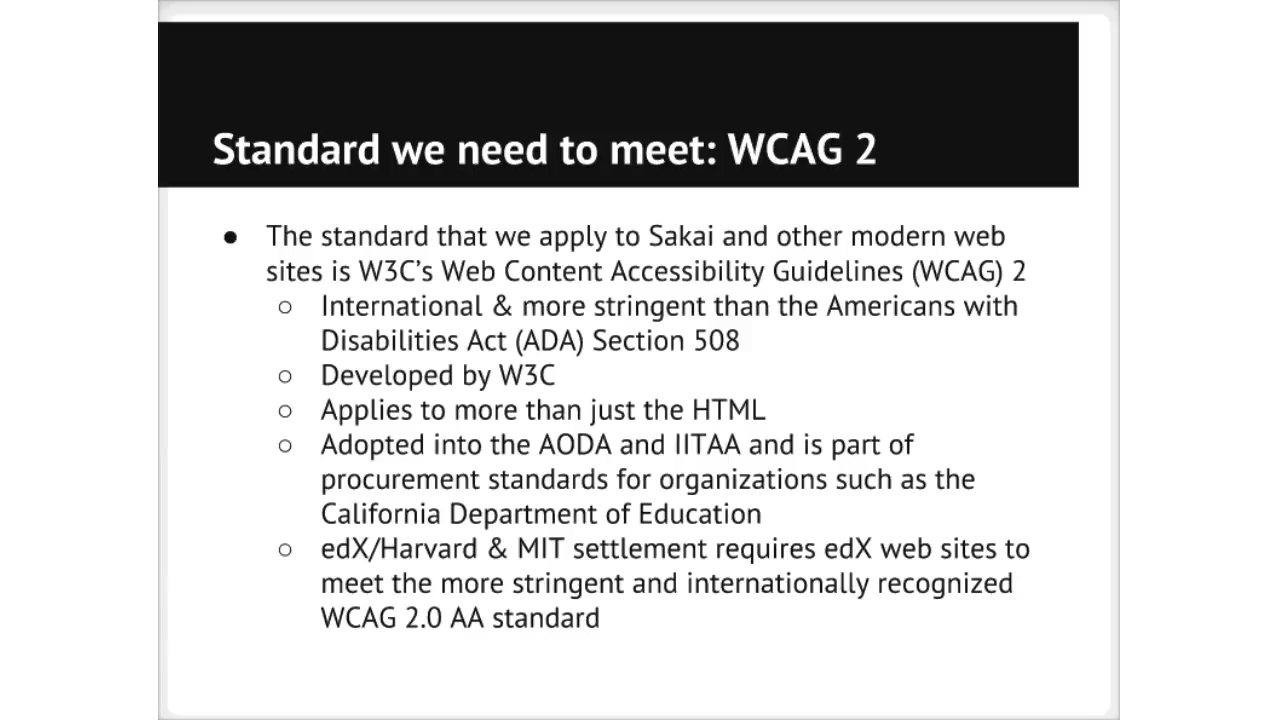 Standard we need to meet: WCAG 2
● The standard that we apply to Sakai and other modern web
sites is W3C’s Web Content Accessibility Guidelines (WCAG) 2
○ International & more stringent than the Americans with
Disabilities Act (ADA) Section 508
○ Developed by W3C
○ Applies to more than just the HTML
○ Adopted into the AODA and IITAA and is part of
procurement standards for organizations such as the
California Department of Education
○ edX/Harvard & MIT settlement requires edX web sites to
meet the more stringent and internationally recognized
WCAG 2.0 AA standard